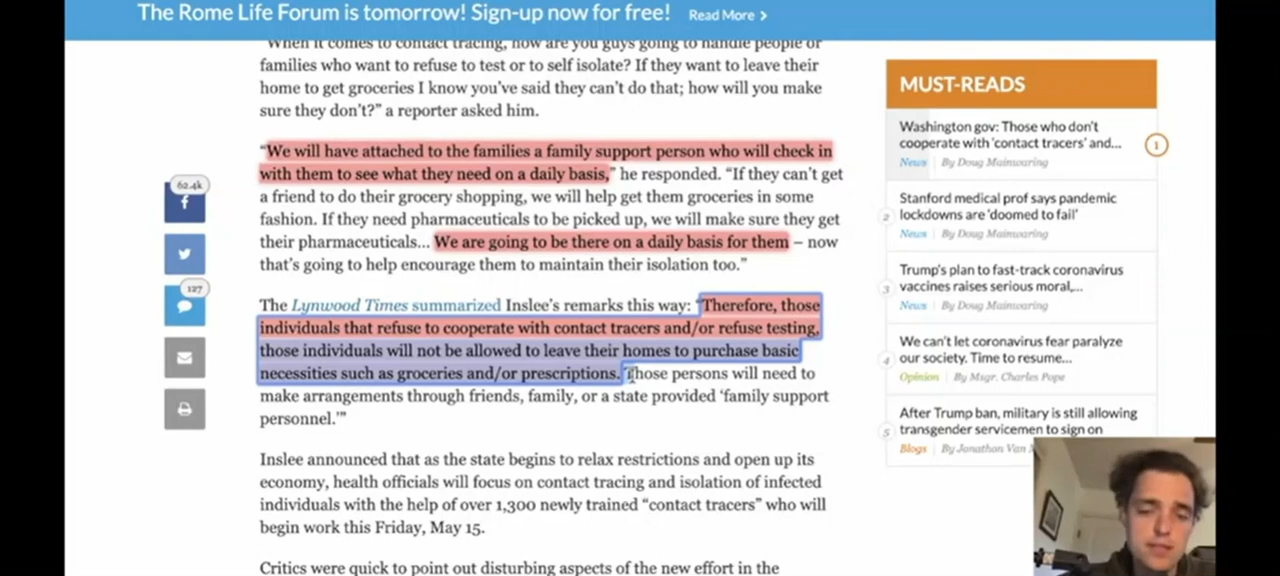 The Rome Life Forum is tomorrow! Sign-up now for free! Read More >
"When it comes to contact tracing, how are you guys going to handle people or
families who want to refuse to test or to self isolate? If they want to leave their
home to get groceries I know you've said they can't do that; how will you make
sure they don't?" a reporter asked him.
"We will have attached to the families a family support person who will check in
with them to see what they need on a daily basis," he responded. "If they can't get
a friend to do their grocery shopping, we will help get them groceries in some
fashion. If they need pharmaceuticals to be picked up, we will make sure they get
their pharmaceuticals... We are going to be there on a daily basis for them – now
that's going to help encourage them to maintain their isolation too."
The Lynwood Times summarized Inslee's remarks this way: "Therefore, those
individuals that refuse to cooperate with contact tracers and/or refuse testing,
those individuals will not be allowed to leave their homes to purchase basic
necessities such as groceries and/or prescriptions. Those persons will need to
make arrangements through friends, family, or a state provided 'family support
personnel.'"
Inslee announced that as the state begins to relax restrictions and open up its
economy, health officials will focus on contact tracing and isolation of infected
individuals with the help of over 1,300 newly trained "contact tracers" who will
begin work this Friday, May 15.
Critics were quick to point out disturbing aspects of the new effort in the
62.4k
127
MUST-READS
Washington gov: Those who don't
cooperate with 'contact tracers' and...
News | By Doug Mainwaring
1
Stanford medical prof says pandemic
lockdowns are 'doomed to fail'
News | By Doug Mainwaring
2
Trump's plan to fast-track coronavirus
vaccines raises serious moral,...
News | By Doug Mainwaring
3
We can't let coronavirus fear paralyze
our society. Time to resume...
Opinion | By Msgr. Charles Pope
4
After Trump ban, military is still allowing
transgender servicemen to sign on
Blogs | By Jonathon Van
5